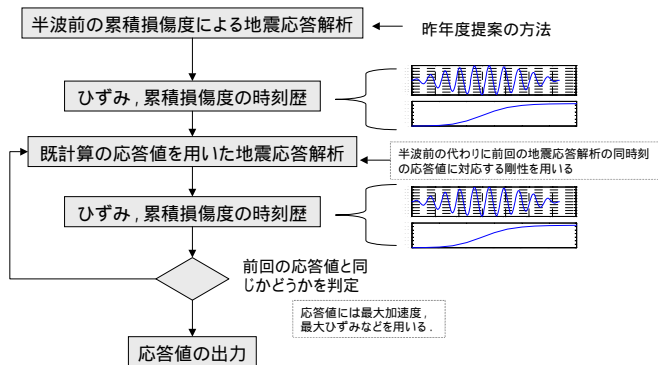 半波前の累積損傷度による地震応答解析
昨年度提案の方法
ひずみ , 累積損傷度の時刻歴
既計算の応答値を用いた地震応答解析
半波前の代わりに前回の地震応答解析の同時刻
の応答値に対応する剛性を用いる
ひずみ , 累積損傷度の時刻歴
前回の応答値と同
じかどうかを判定
応答値には最大加速度 ,
最大ひずみなどを用いる .
応答値の出力